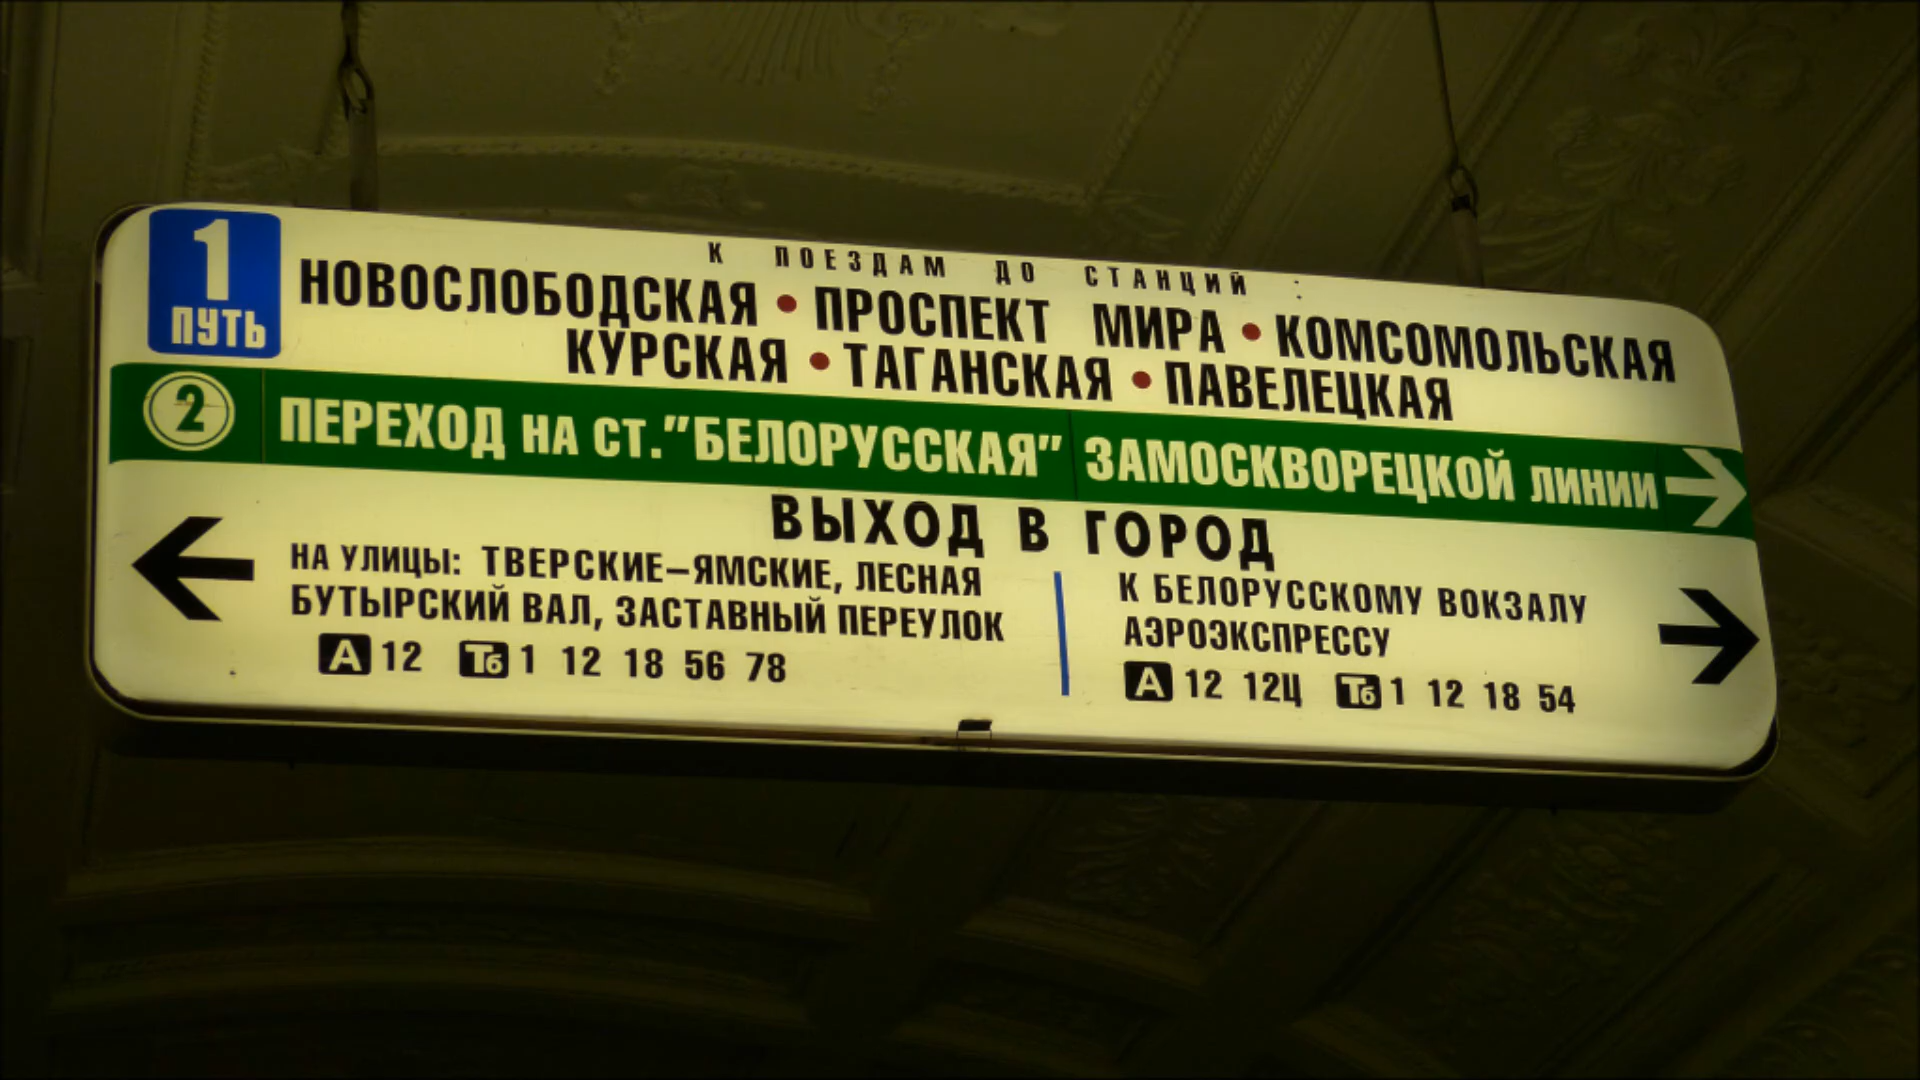 К ПОЕЗДАМ ДО СТАНЦИЙ :
1 ПУТЬ
НОВОСЛОБОДСКАЯ • ПРОСПЕКТ МИРА • КОМСОМОЛЬСКАЯ
КУРСКАЯ • ТАГАНСКАЯ • ПАВЕЛЕЦКАЯ
2 ПЕРЕХОД НА СТ."БЕЛОРУССКАЯ" ЗАМОСКВОРЕЦКОЙ ЛИНИИ →
ВЫХОД В ГОРОД
← НА УЛИЦЫ: ТВЕРСКИЕ–ЯМСКИЕ, ЛЕСНАЯ
БУТЫРСКИЙ ВАЛ, ЗАСТАВНЫЙ ПЕРЕУЛОК
А 12 Тб 1 12 18 56 78
К БЕЛОРУССКОМУ ВОКЗАЛУ →
АЭРОЭКСПРЕССУ
А 12 12Ц Тб 1 12 18 54